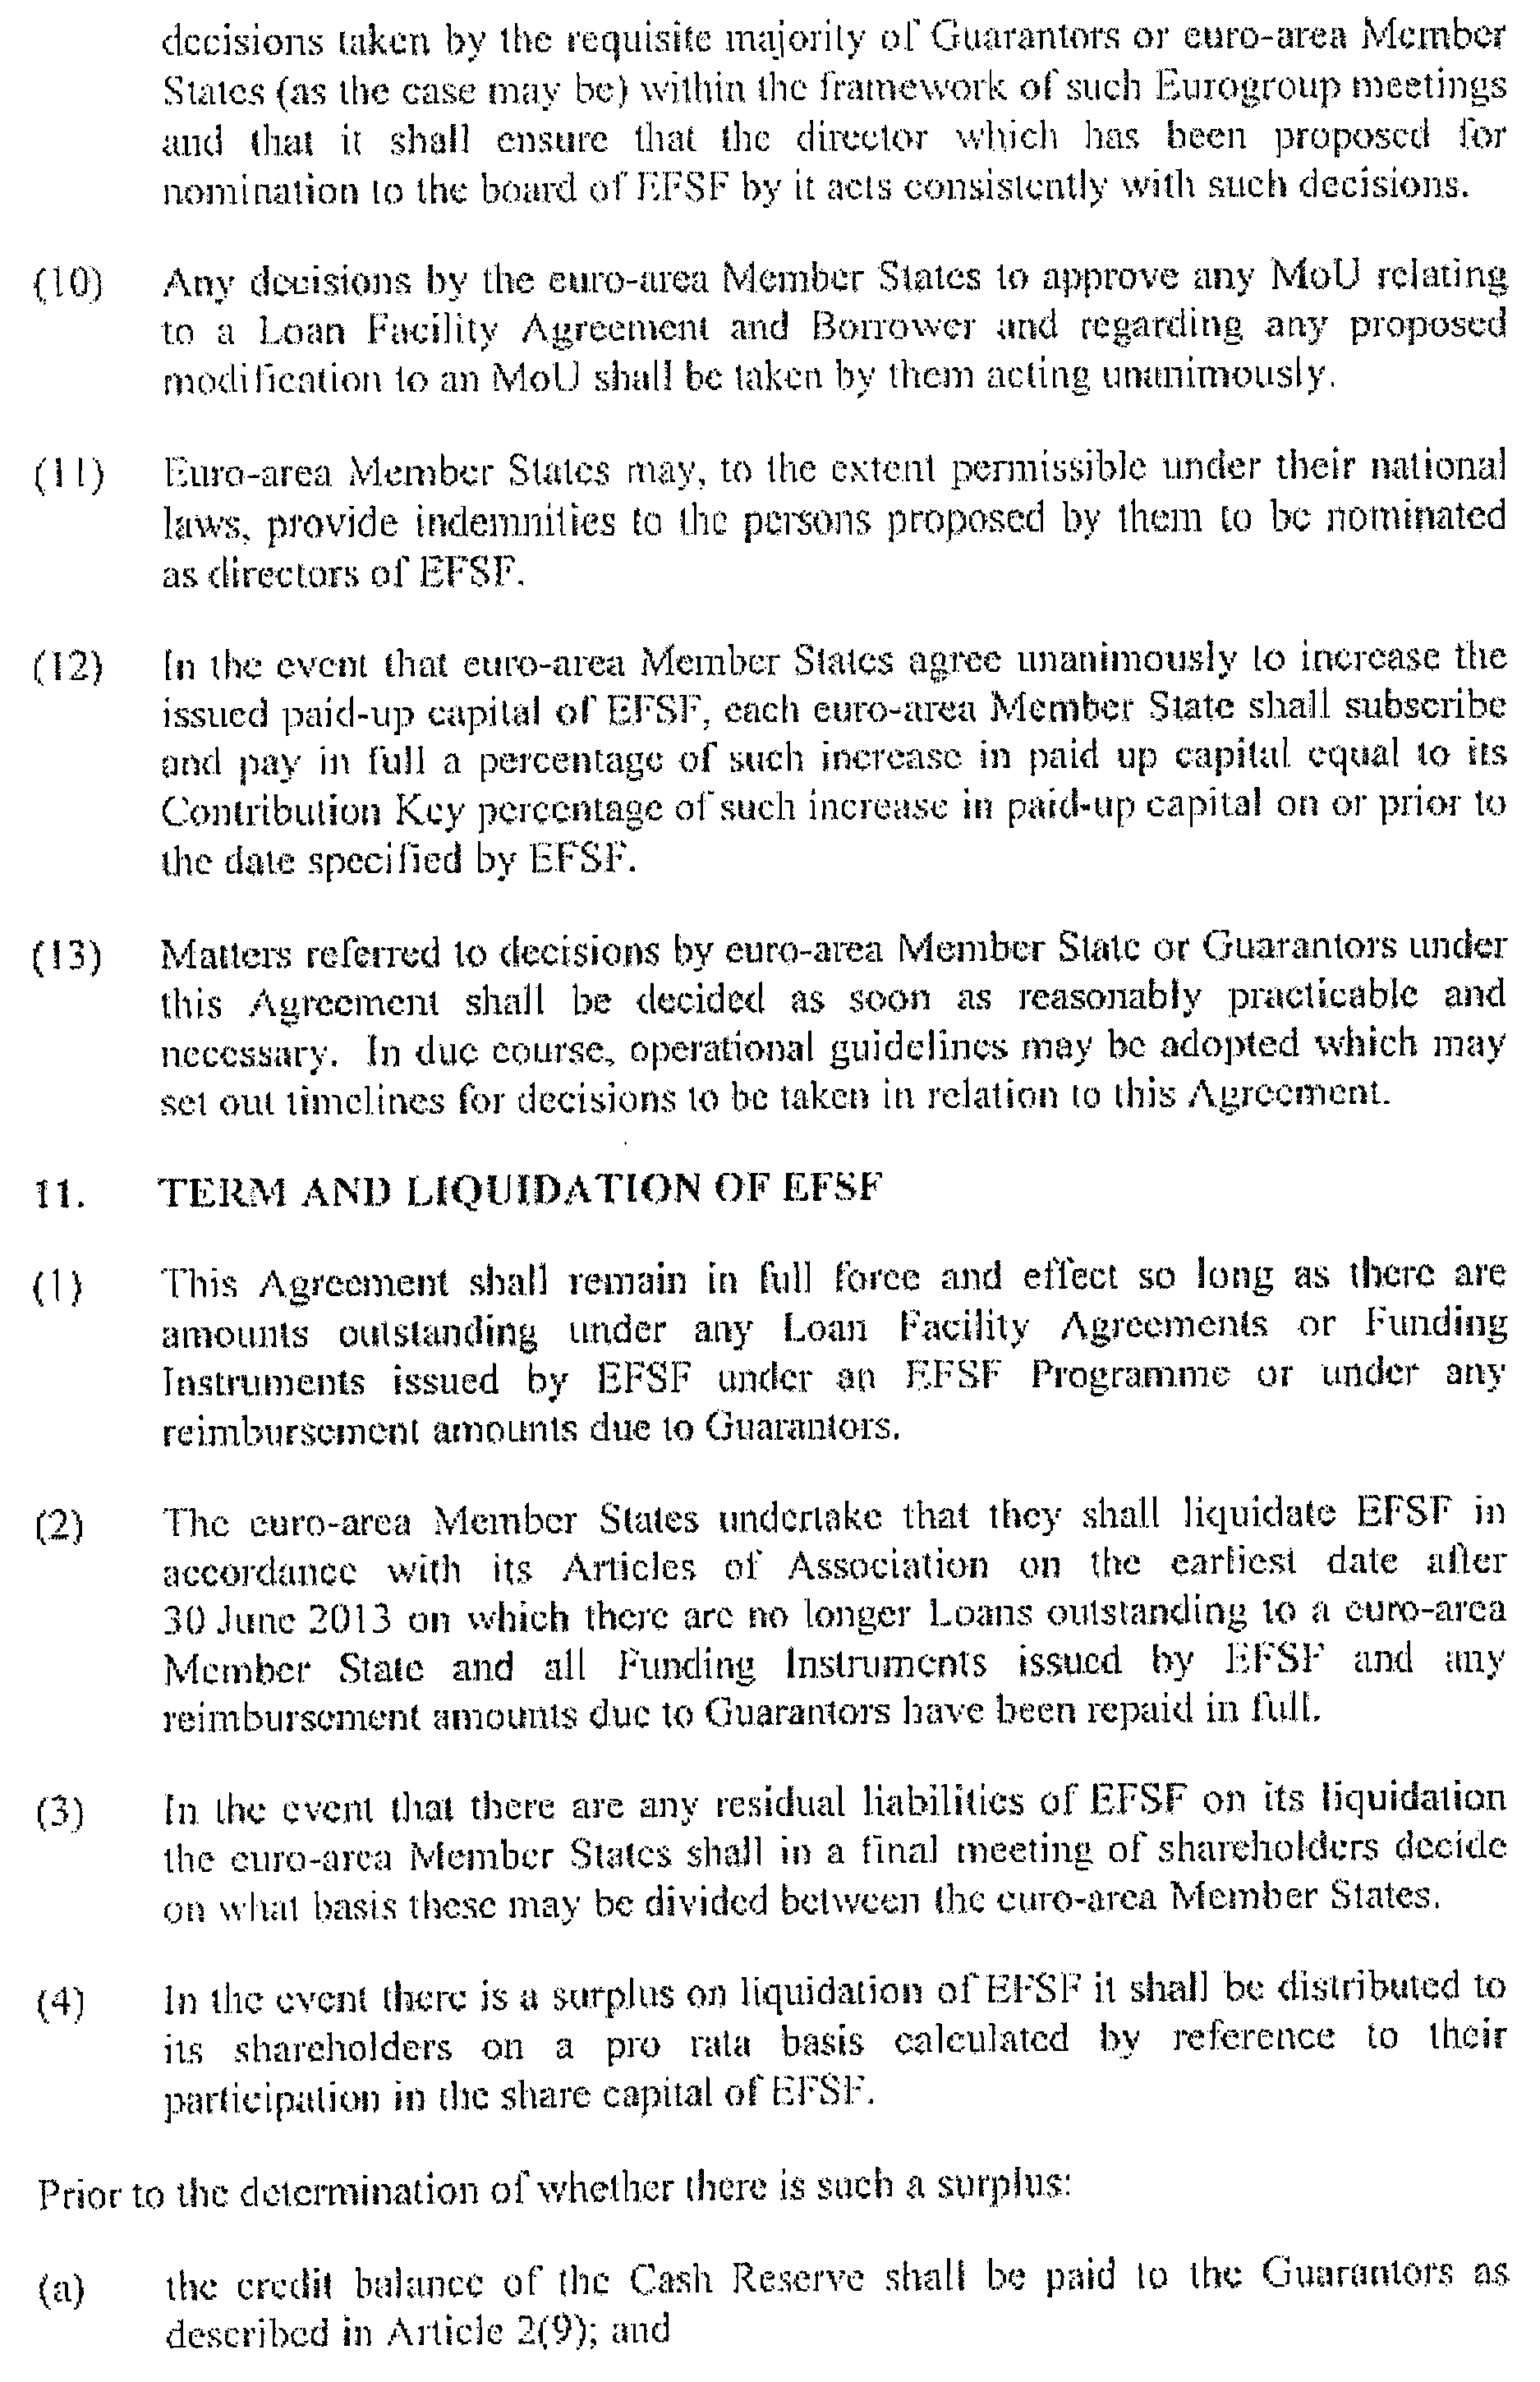 decisions taken by the requisite majority of Guarantors or euro-area Member
States (as the case may be) within the framework of such Eurogroup meetings
and that it shall ensure that the director which has been proposed for
nomination to the board of EFSF by it acts consistently with such decisions.
(10) Any decisions by the euro-area Member States to approve any MoU relating
to a Loan Facility Agreement and Borrower and regarding any proposed
modification to an MoU shall be taken by them acting unanimously.
(11) Euro-area Member States may, to the extent permissible under their national
laws, provide indemnities to the persons proposed by them to be nominated
as directors of EFSF.
(12) In the event that euro-area Member States agree unanimously to increase the
issued paid-up capital of EFSF, each euro-area Member State shall subscribe
and pay in full a percentage of such increase in paid up capital equal to its
Contribution Key percentage of such increase in paid-up capital on or prior to
the date specified by EFSF.
(13) Matters referred to decisions by euro-area Member State or Guarantors under
this Agreement shall be decided as soon as reasonably practicable and
necessary. In due course, operational guidelines may be adopted which may
set out timelines for decisions to be taken in relation to this Agreement.
11. TERM AND LIQUIDATION OF EFSF
(1) This Agreement shall remain in full force and effect so long as there are
amounts outstanding under any Loan Facility Agreements or Funding
Instruments issued by EFSF under an EFSF Programme or under any
reimbursement amounts due to Guarantors.
(2) The euro-area Member States undertake that they shall liquidate EFSF in
accordance with its Articles of Association on the earliest date after
30 June 2013 on which there are no longer Loans outstanding to a euro-area
Member State and all Funding Instruments issued by EFSF and any
reimbursement amounts due to Guarantors have been repaid in full.
(3) In the event that there are any residual liabilities of EFSF on its liquidation
the euro-area Member States shall in a final meeting of shareholders decide
on what basis these may be divided between the euro-area Member States.
(4) In the event there is a surplus on liquidation of EFSF it shall be distributed to
its shareholders on a pro rata basis calculated by reference to their
participation in the share capital of EFSF.
Prior to the determination of whether there is such a surplus:
(a) the credit balance of the Cash Reserve shall be paid to the Guarantors as
described in Article 2(9); and